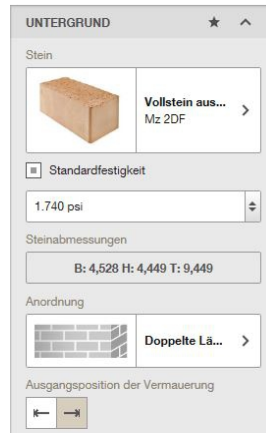 UNTERGRUND
Stein
Vollstein aus...
Mz 2DF
Standardfestigkeit
1.740 psi
Steinabmessungen
B: 4,528 H: 4,449 T: 9,449
Anordnung
Doppelte Lä...
Ausgangsposition der Vermauerung